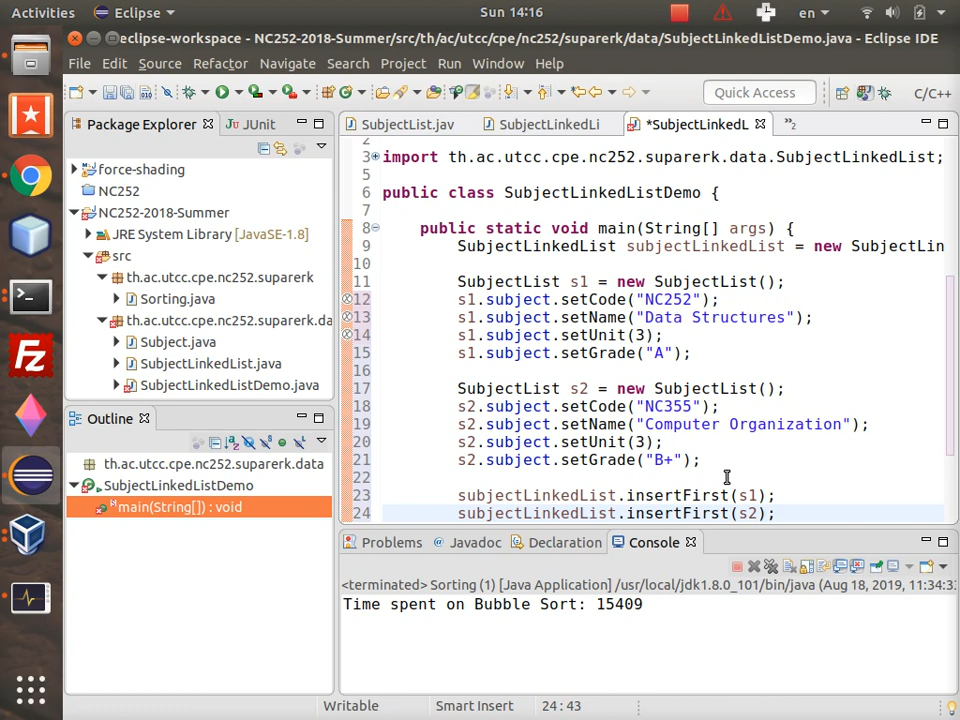 Activities
Eclipse
Sun 14:16
en
eclipse-workspace - NC252-2018-Summer/src/th/ac/utcc/cpe/nc252/suparerk/data/SubjectLinkedListDemo.java - Eclipse IDE
File Edit Source Refactor Navigate Search Project Run Window Help
Quick Access
C/C++
Package Explorer
JUnit
force-shading
NC252
NC252-2018-Summer
JRE System Library [JavaSE-1.8]
src
th.ac.utcc.cpe.nc252.suparerk
Sorting.java
th.ac.utcc.cpe.nc252.suparerk.da
Subject.java
SubjectLinkedList.java
SubjectLinkedListDemo.java
Outline
th.ac.utcc.cpe.nc252.suparerk.data
SubjectLinkedListDemo
main(String[]) : void
SubjectList.jav
SubjectLinkedLi
*SubjectLinkedL
»2
2
3 import th.ac.utcc.cpe.nc252.suparerk.data.SubjectLinkedList;
5
6 public class SubjectLinkedListDemo {
7
8 public static void main(String[] args) {
9 SubjectLinkedList subjectLinkedList = new SubjectLin
10
11 SubjectList s1 = new SubjectList();
12 s1.subject.setCode("NC252");
13 s1.subject.setName("Data Structures");
14 s1.subject.setUnit(3);
15 s1.subject.setGrade("A");
16
17 SubjectList s2 = new SubjectList();
18 s2.subject.setCode("NC355");
19 s2.subject.setName("Computer Organization");
20 s2.subject.setUnit(3);
21 s2.subject.setGrade("B+");
22
23 subjectLinkedList.insertFirst(s1);
24 subjectLinkedList.insertFirst(s2);
Problems
Javadoc
Declaration
Console
<terminated> Sorting (1) [Java Application] /usr/local/jdk1.8.0_101/bin/java (Aug 18, 2019, 11:34:3
Time spent on Bubble Sort: 15409
Writable
Smart Insert
24 : 43